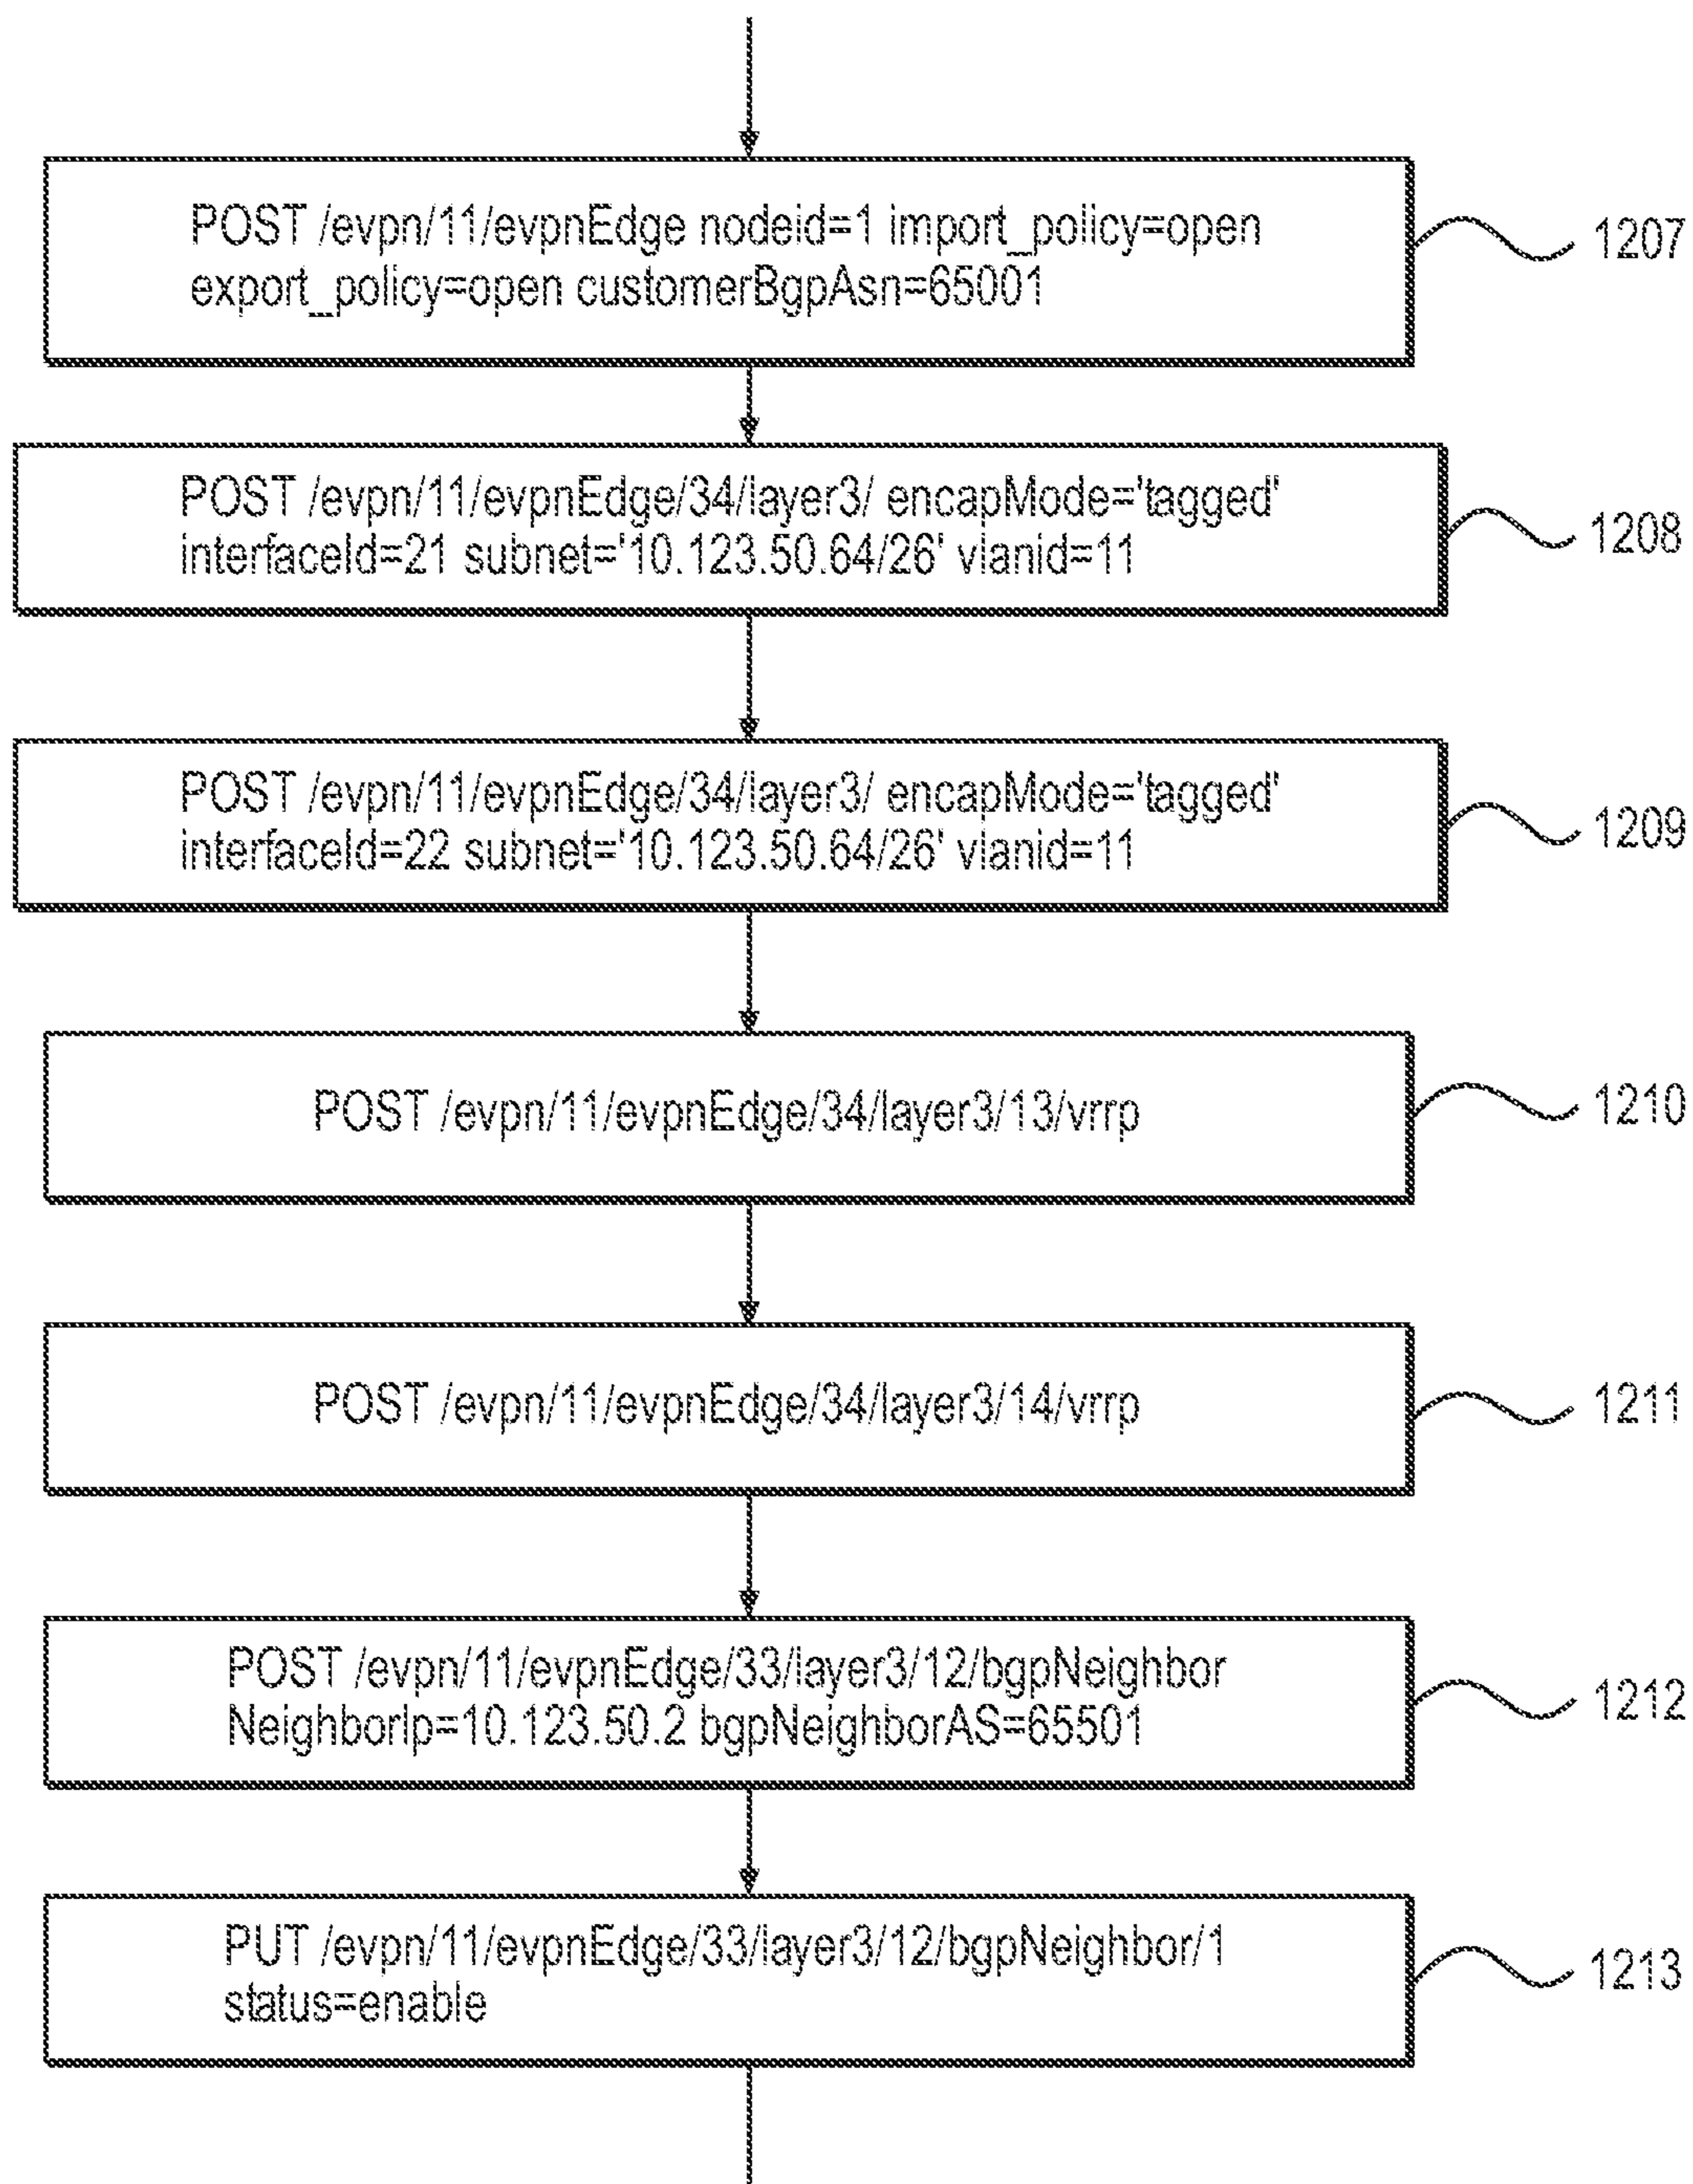 POST /evpn/11/evpnEdge nodeid=1 import_policy=open
export_policy=open customerBgpAsn=65001
1207
POST /evpn/11/evpnEdge/34/layer3/ encapMode='tagged'
interfaceId=21 subnet='10.123.50.64/26' vlanid=11
1208
POST /evpn/11/evpnEdge/34/layer3/ encapMode='tagged'
interfaceId=22 subnet='10.123.50.64/26' vlanid=11
1209
POST /evpn/11/evpnEdge/34/layer3/13/vrrp
1210
POST /evpn/11/evpnEdge/34/layer3/14/vrrp
1211
POST /evpn/11/evpnEdge/33/layer3/12/bgpNeighbor
NeighborIp=10.123.50.2 bgpNeighborAS=65501
1212
PUT /evpn/11/evpnEdge/33/layer3/12/bgpNeighbor/1
status=enable
1213